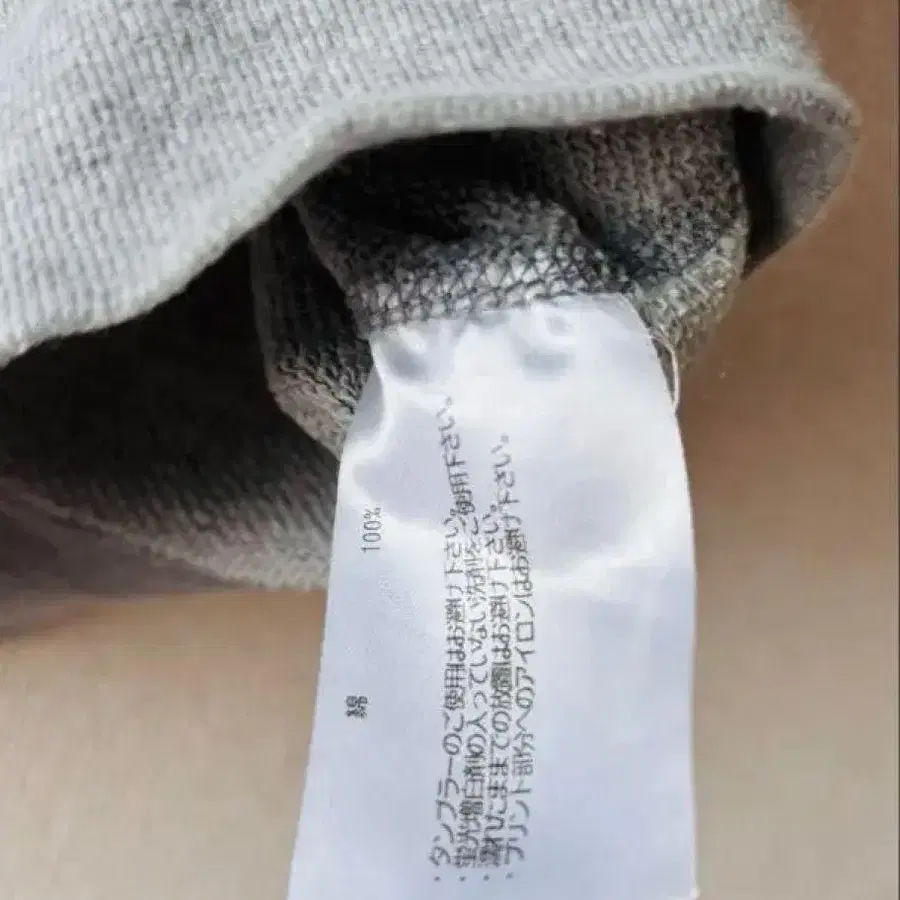 綿 100%
・タンブラーのご使用はお避け下さい。
・蛍光増白剤の入っていない洗剤をご使用下さい。
・濡れたままでの放置はお避け下さい。
・プリント部分へのアイロンはお避け下さい。